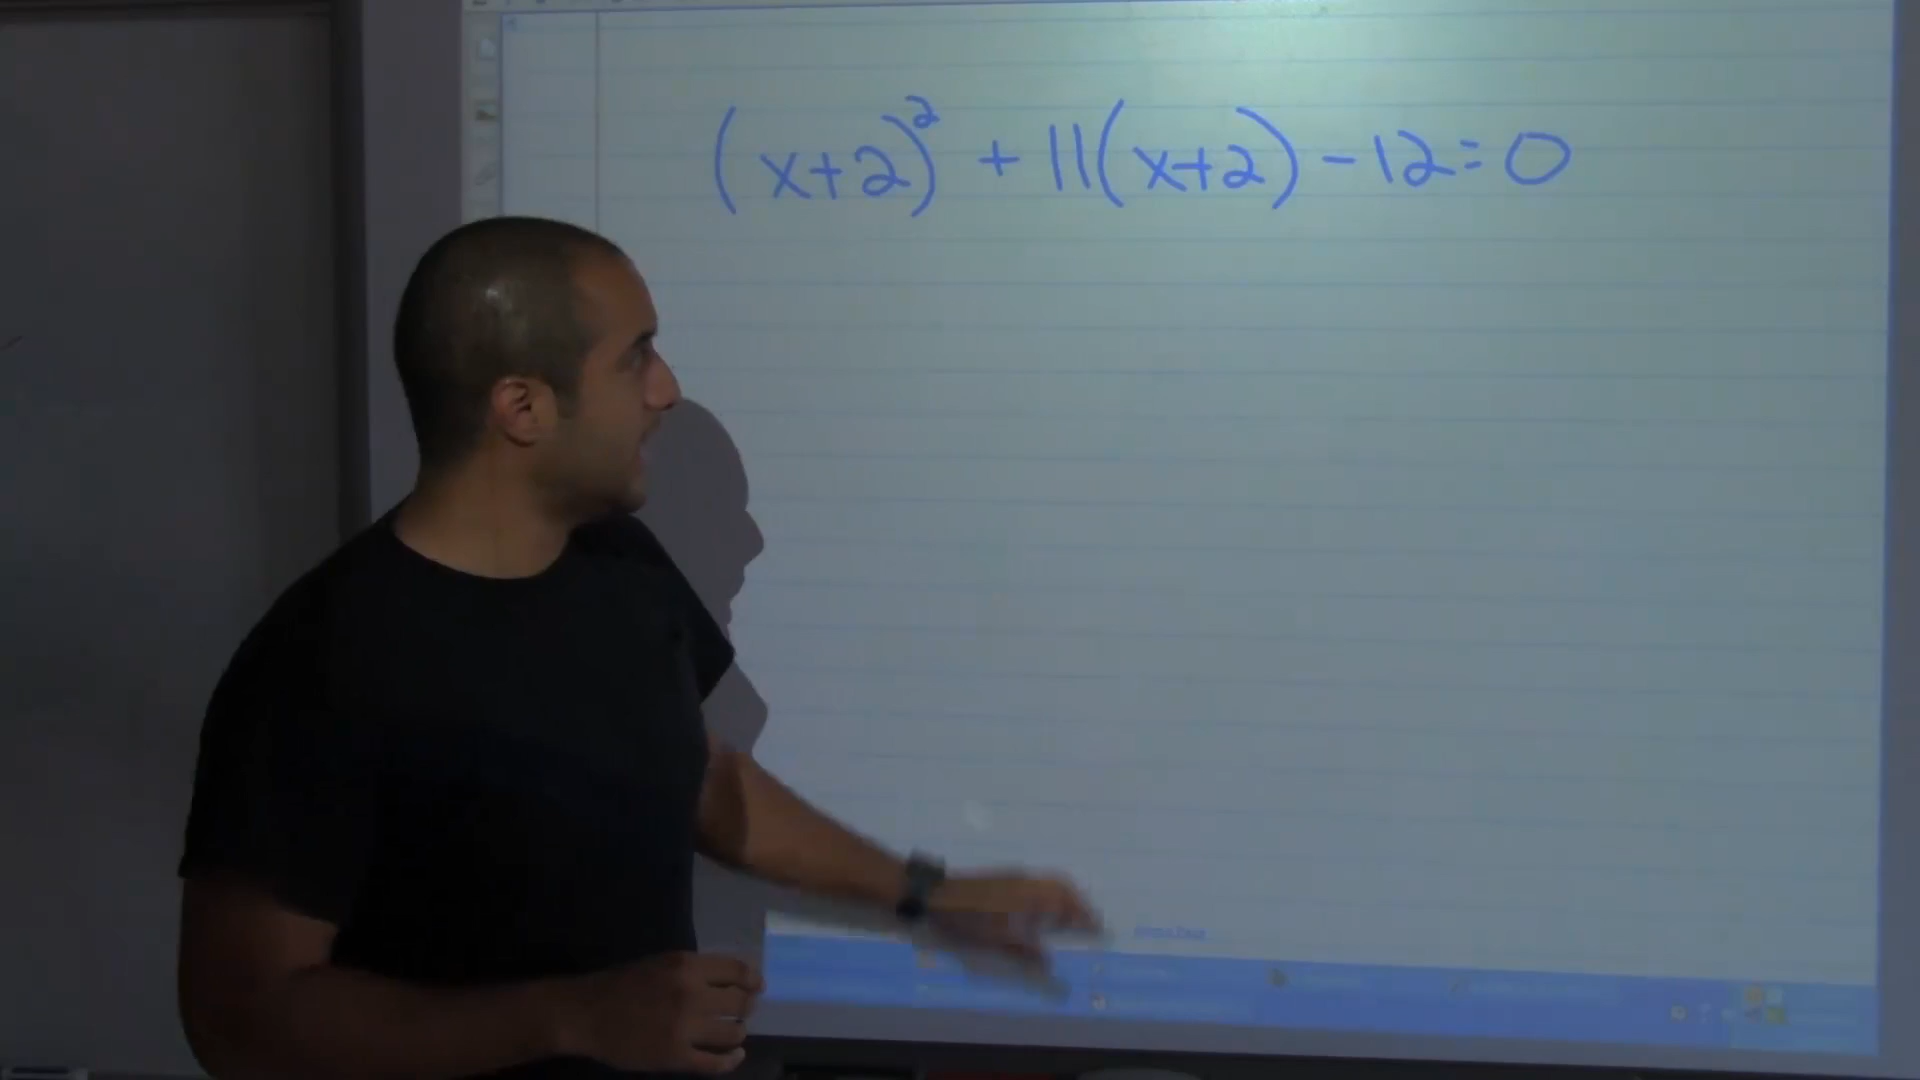 (x+2)² + 11(x+2) - 12 = 0